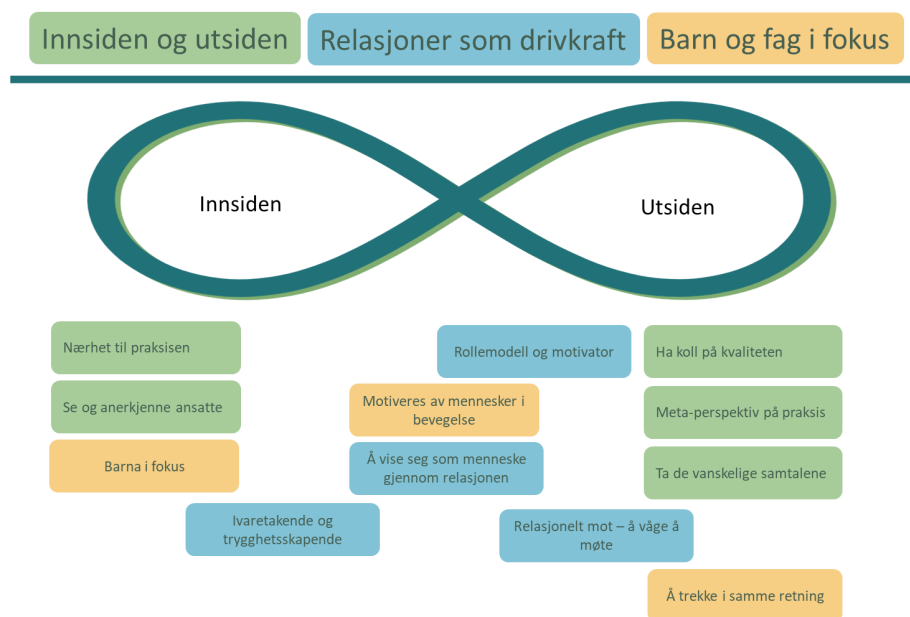 Innsiden og utsiden
Relasjoner som drivkraft
Barn og fag i fokus
Innsiden
Utsiden
Nærhet til praksisen
Rollemodell og motivator
Ha koll på kvaliteten
Se og anerkjenne ansatte
Motiveres av mennesker i
bevegelse
Meta-perspektiv på praksis
Barna i fokus
Å vise seg som menneske
gjennom relasjonen
Ta de vanskelige samtalene
Ivaretakende og
trygghetsskapende
Relasjonelt mot – å våge å
møte
Å trekke i samme retning